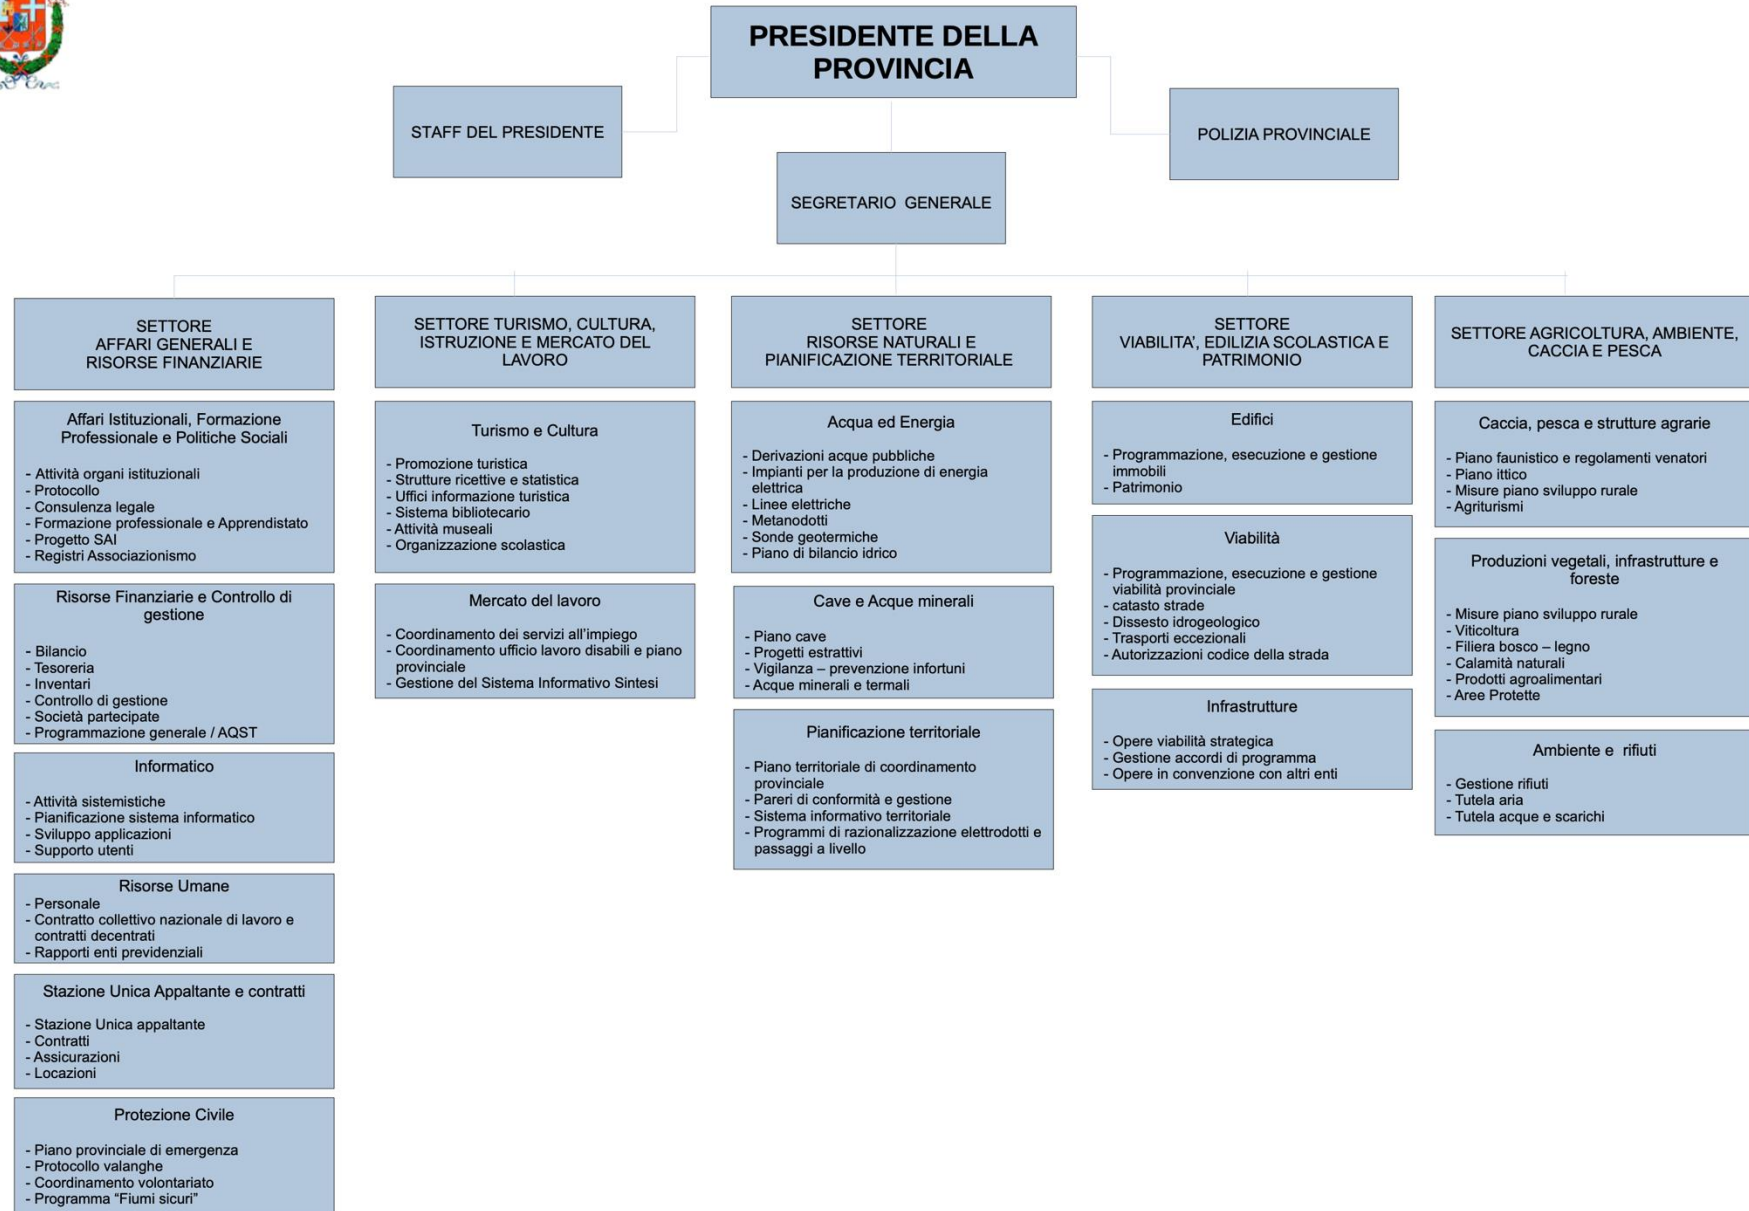 PRESIDENTE DELLA
PROVINCIA
STAFF DEL PRESIDENTE
POLIZIA PROVINCIALE
SEGRETARIO GENERALE
SETTORE
AFFARI GENERALI E
RISORSE FINANZIARIE
Affari Istituzionali, Formazione
Professionale e Politiche Sociali
- Attività organi istituzionali
- Protocollo
- Consulenza legale
- Formazione professionale e Apprendistato
- Progetto SAI
- Registri Associazionismo
Risorse Finanziarie e Controllo di
gestione
- Bilancio
- Tesoreria
- Inventari
- Controllo di gestione
- Società partecipate
- Programmazione generale / AQST
Informatico
- Attività sistemistiche
- Pianificazione sistema informatico
- Sviluppo applicazioni
- Supporto utenti
Risorse Umane
- Personale
- Contratto collettivo nazionale di lavoro e
contratti decentrati
- Rapporti enti previdenziali
Stazione Unica Appaltante e contratti
- Stazione Unica appaltante
- Contratti
- Assicurazioni
- Locazioni
Protezione Civile
- Piano provinciale di emergenza
- Protocollo valanghe
- Coordinamento volontariato
- Programma “Fiumi sicuri”
SETTORE TURISMO, CULTURA,
ISTRUZIONE E MERCATO DEL
LAVORO
Turismo e Cultura
- Promozione turistica
- Strutture ricettive e statistica
- Uffici informazione turistica
- Sistema bibliotecario
- Attività museali
- Organizzazione scolastica
Mercato del lavoro
- Coordinamento dei servizi all’impiego
- Coordinamento ufficio lavoro disabili e piano
provinciale
- Gestione del Sistema Informativo Sintesi
SETTORE
RISORSE NATURALI E
PIANIFICAZIONE TERRITORIALE
Acqua ed Energia
- Derivazioni acque pubbliche
- Impianti per la produzione di energia
elettrica
- Linee elettriche
- Metanodotti
- Sonde geotermiche
- Piano di bilancio idrico
Cave e Acque minerali
- Piano cave
- Progetti estrattivi
- Vigilanza – prevenzione infortuni
- Acque minerali e termali
Pianificazione territoriale
- Piano territoriale di coordinamento
provinciale
- Pareri di conformità e gestione
- Sistema informativo territoriale
- Programmi di razionalizzazione elettrodotti e
passaggi a livello
SETTORE
VIABILITA’, EDILIZIA SCOLASTICA E
PATRIMONIO
Edifici
- Programmazione, esecuzione e gestione
immobili
- Patrimonio
Viabilità
- Programmazione, esecuzione e gestione
viabilità provinciale
- catasto strade
- Dissesto idrogeologico
- Trasporti eccezionali
- Autorizzazioni codice della strada
Infrastrutture
- Opere viabilità strategica
- Gestione accordi di programma
- Opere in convenzione con altri enti
SETTORE AGRICOLTURA, AMBIENTE,
CACCIA E PESCA
Caccia, pesca e strutture agrarie
- Piano faunistico e regolamenti venatori
- Piano ittico
- Misure piano sviluppo rurale
- Agriturismi
Produzioni vegetali, infrastrutture e
foreste
- Misure piano sviluppo rurale
- Viticoltura
- Filiera bosco – legno
- Calamità naturali
- Prodotti agroalimentari
- Aree Protette
Ambiente e rifiuti
- Gestione rifiuti
- Tutela aria
- Tutela acque e scarichi